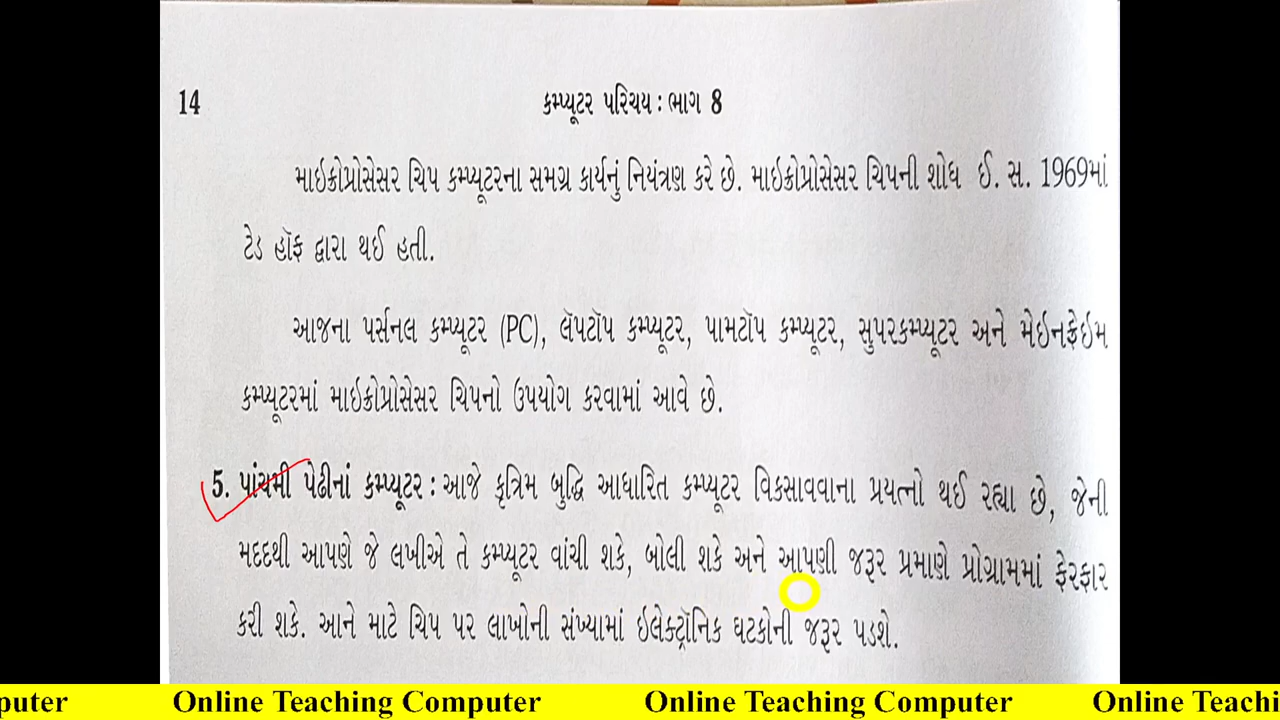 14
કમ્પ્યૂટર પરિચય : ભાગ 8
માઇક્રોપ્રોસેસર ચિપ કમ્પ્યૂટરના સમગ્ર કાર્યનું નિયંત્રણ કરે છે. માઇક્રોપ્રોસેસર ચિપની શોધ ઈ. સ. 1969માં
ટેડ હૉફ દ્વારા થઈ હતી.
આજના પર્સનલ કમ્પ્યૂટર (PC), લૅપટૉપ કમ્પ્યૂટર, પામટૉપ કમ્પ્યૂટર, સુપરકમ્પ્યૂટર અને મેઇનફ્રેઇમ
કમ્પ્યૂટરમાં માઇક્રોપ્રોસેસર ચિપનો ઉપયોગ કરવામાં આવે છે.
5. પાંચમી પેઢીનાં કમ્પ્યૂટર : આજે કૃત્રિમ બુદ્ધિ આધારિત કમ્પ્યૂટર વિકસાવવાના પ્રયત્નો થઈ રહ્યા છે, જેની
મદદથી આપણે જે લખીએ તે કમ્પ્યૂટર વાંચી શકે, બોલી શકે અને આપણી જરૂર પ્રમાણે પ્રોગ્રામમાં ફેરફાર
કરી શકે. આને માટે ચિપ પર લાખોની સંખ્યામાં ઇલેક્ટ્રૉનિક ઘટકોની જરૂર પડશે.
puter Online Teaching Computer Online Teaching Computer Online Teachi